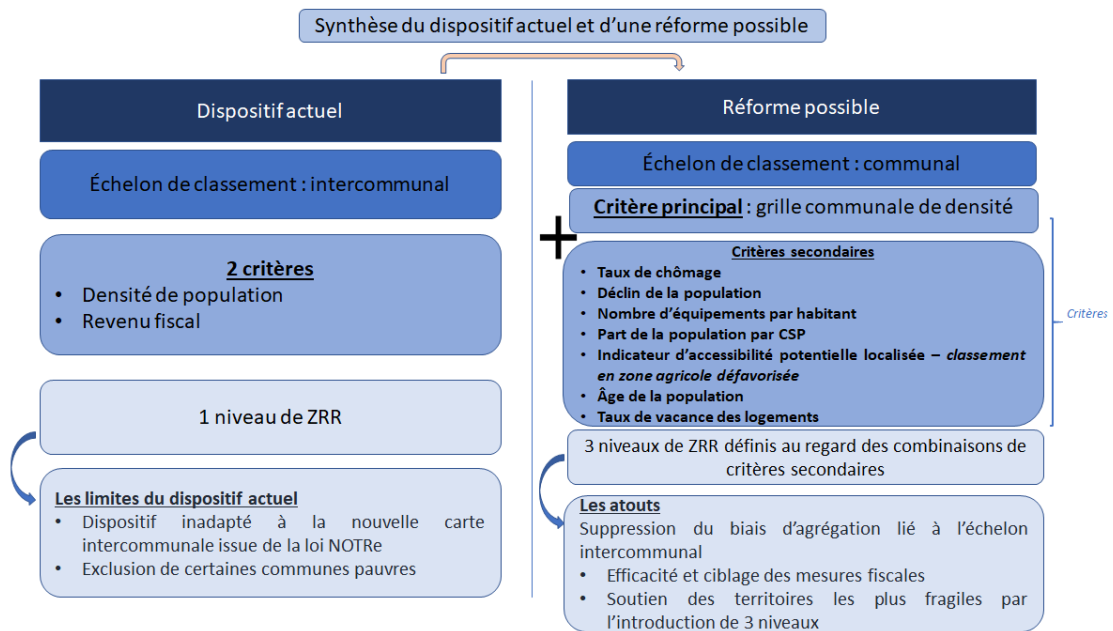 Synthèse du dispositif actuel et d'une réforme possible
Dispositif actuel
Échelon de classement : intercommunal
2 critères
• Densité de population
• Revenu fiscal
1 niveau de ZRR
Les limites du dispositif actuel
• Dispositif inadapté à la nouvelle carte
intercommunale issue de la loi NOTRe
• Exclusion de certaines communes pauvres
Réforme possible
Échelon de classement : communal
Critère principal : grille communale de densité
+
Critères secondaires
• Taux de chômage
• Déclin de la population
• Nombre d'équipements par habitant
• Part de la population par CSP
• Indicateur d'accessibilité potentielle localisée – classement
en zone agricole défavorisée
• Âge de la population
• Taux de vacance des logements
Critères
3 niveaux de ZRR définis au regard des combinaisons de
critères secondaires
Les atouts
Suppression du biais d'agrégation lié à l'échelon
intercommunal
• Efficacité et ciblage des mesures fiscales
• Soutien des territoires les plus fragiles par
l'introduction de 3 niveaux